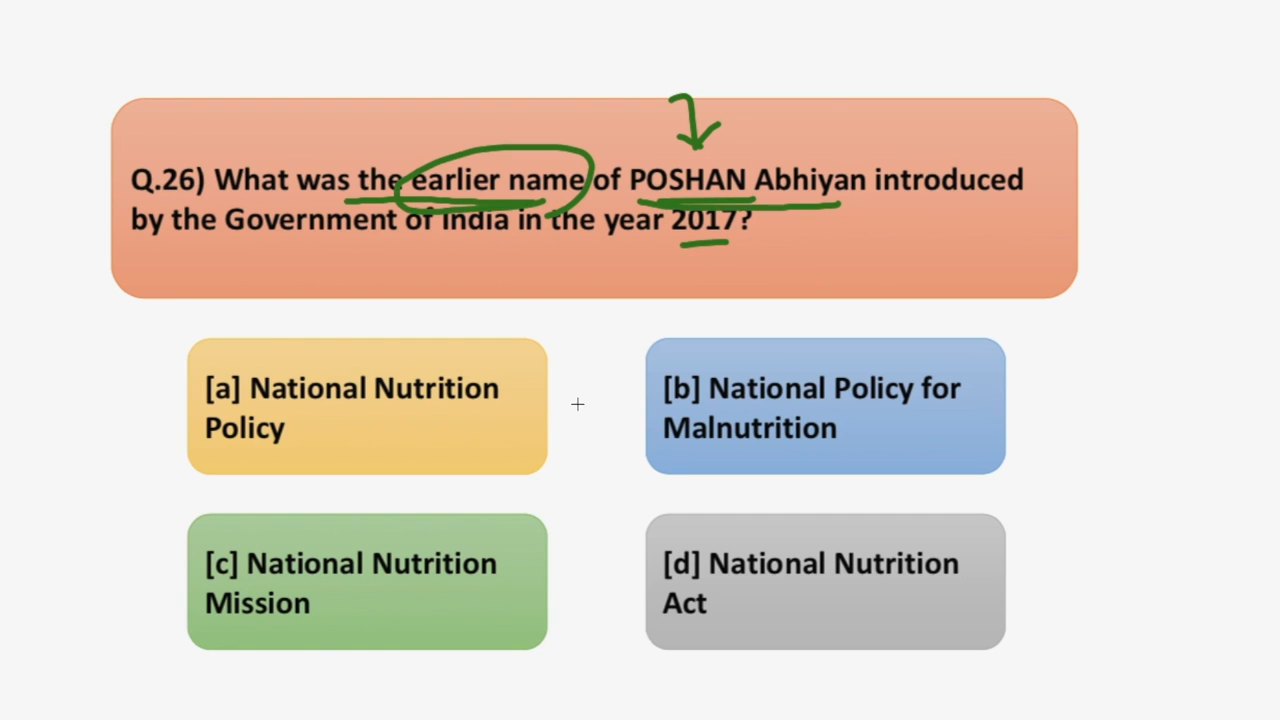 Q.26) What was the earlier name of POSHAN Abhiyan introduced
by the Government of India in the year 2017?
[a] National Nutrition
Policy
[b] National Policy for
Malnutrition
[c] National Nutrition
Mission
[d] National Nutrition
Act